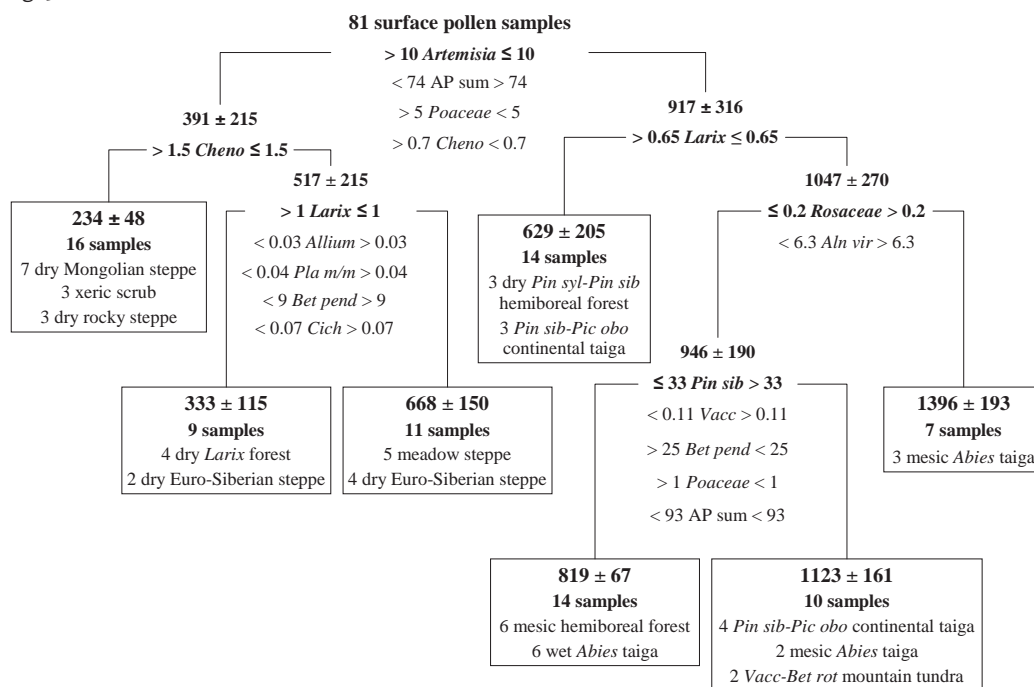 81 surface pollen samples
> 10 Artemisia ≤ 10
< 74 AP sum > 74
> 5 Poaceae < 5
> 0.7 Cheno < 0.7
391 ± 215
> 1.5 Cheno ≤ 1.5
917 ± 316
> 0.65 Larix ≤ 0.65
234 ± 48
16 samples
7 dry Mongolian steppe
3 xeric scrub
3 dry rocky steppe
517 ± 215
> 1 Larix ≤ 1
< 0.03 Allium > 0.03
< 0.04 Pla m/m > 0.04
< 9 Bet pend > 9
< 0.07 Cich > 0.07
629 ± 205
14 samples
3 dry Pin syl-Pin sib
hemiboreal forest
3 Pin sib-Pic obo
continental taiga
1047 ± 270
≤ 0.2 Rosaceae > 0.2
< 6.3 Aln vir > 6.3
333 ± 115
9 samples
4 dry Larix forest
2 dry Euro-Siberian steppe
668 ± 150
11 samples
5 meadow steppe
4 dry Euro-Siberian steppe
946 ± 190
≤ 33 Pin sib > 33
< 0.11 Vacc > 0.11
> 25 Bet pend < 25
> 1 Poaceae < 1
< 93 AP sum < 93
1396 ± 193
7 samples
3 mesic Abies taiga
819 ± 67
14 samples
6 mesic hemiboreal forest
6 wet Abies taiga
1123 ± 161
10 samples
4 Pin sib-Pic obo continental taiga
2 mesic Abies taiga
2 Vacc-Bet rot mountain tundra